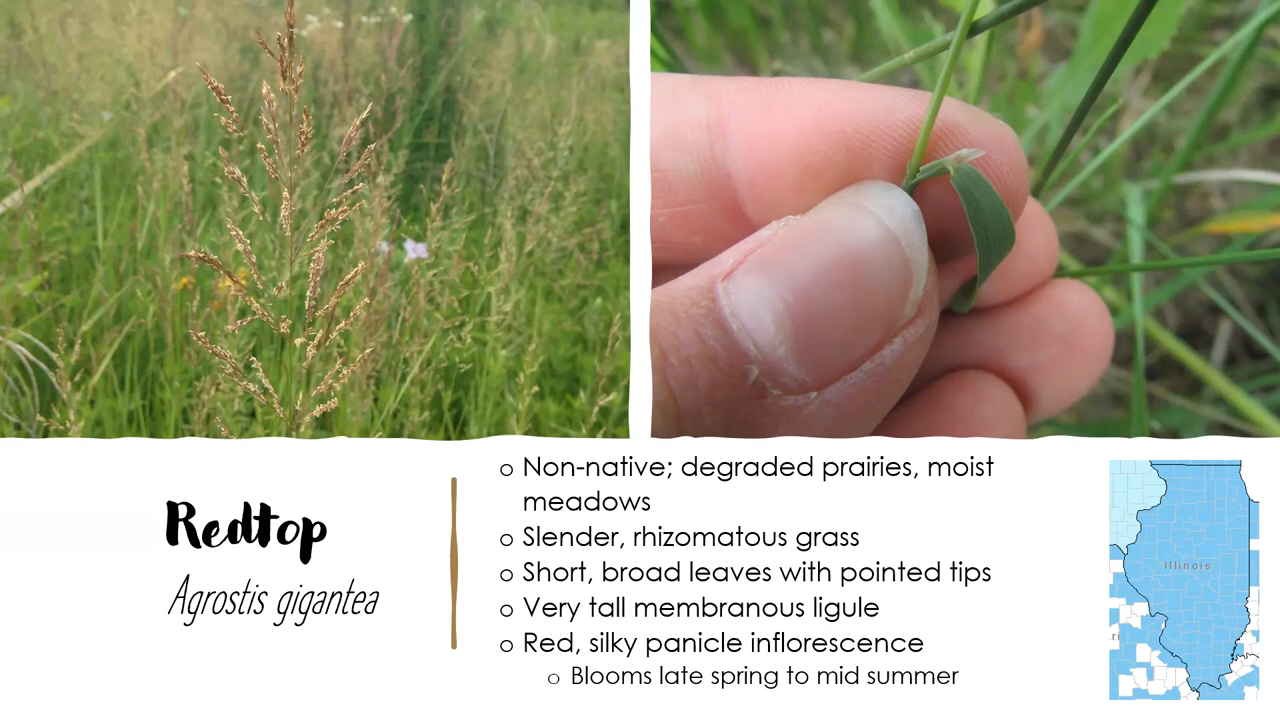 Redtop
Agrostis gigantea
o Non-native; degraded prairies, moist
meadows
o Slender, rhizomatous grass
o Short, broad leaves with pointed tips
o Very tall membranous ligule
o Red, silky panicle inflorescence
o Blooms late spring to mid summer
Illinois
ri